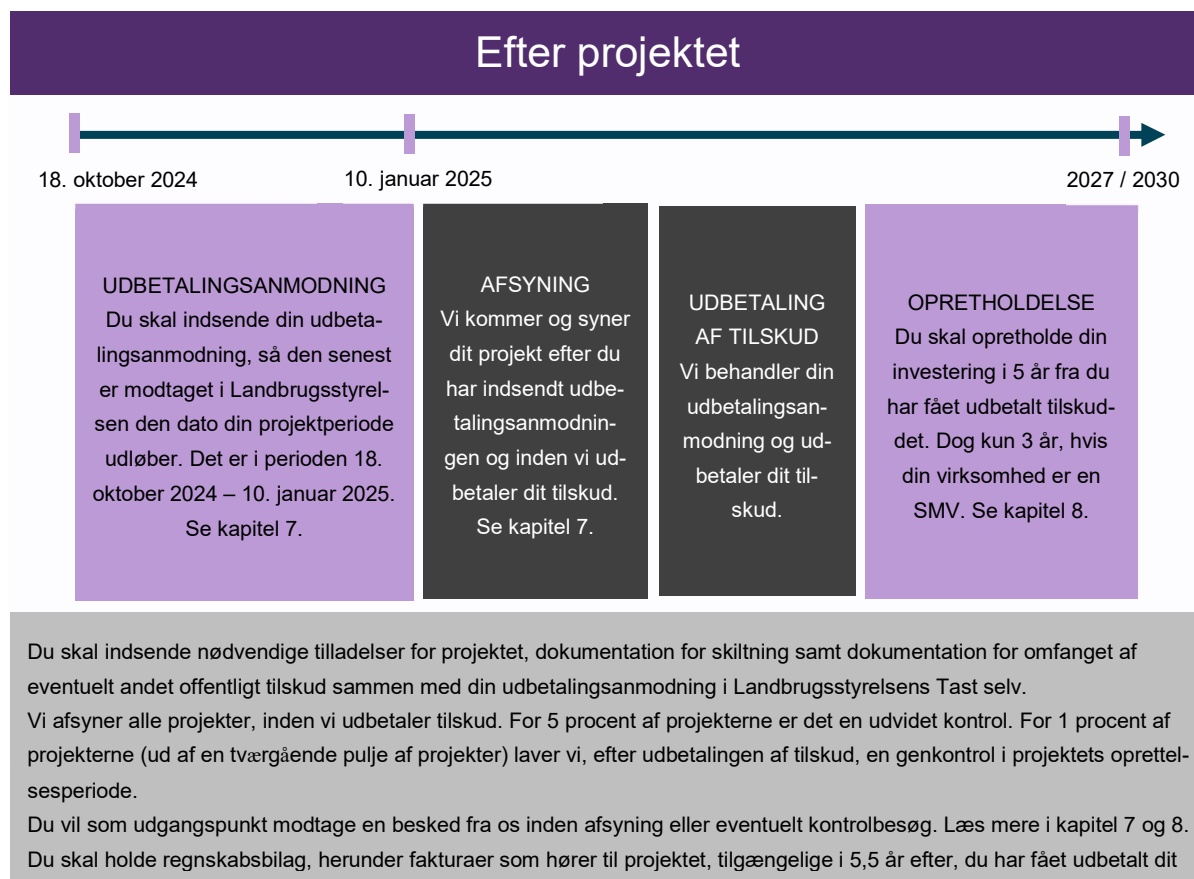 Efter projektet
18. oktober 2024
10. januar 2025
2027 / 2030
UDBETALINGSANMODNING
Du skal indsende din udbeta-
lingsanmodning, så den senest
er modtaget i Landbrugsstyrel-
sen den dato din projektperiode
udløber. Det er i perioden 18.
oktober 2024 – 10. januar 2025.
Se kapitel 7.
AFSYNING
Vi kommer og syner
dit projekt efter du
har indsendt udbe-
talingsanmodnin-
gen og inden vi ud-
betaler dit tilskud.
Se kapitel 7.
UDBETALING
AF TILSKUD
Vi behandler din
udbetalingsan-
modning og ud-
betaler dit til-
skud.
OPRETHOLDELSE
Du skal opretholde din
investering i 5 år fra du
har fået udbetalt tilskud-
det. Dog kun 3 år, hvis
din virksomhed er en
SMV. Se kapitel 8.
Du skal indsende nødvendige tilladelser for projektet, dokumentation for skiltning samt dokumentation for omfanget af
eventuelt andet offentligt tilskud sammen med din udbetalingsanmodning i Landbrugsstyrelsens Tast selv.
Vi afsyner alle projekter, inden vi udbetaler tilskud. For 5 procent af projekterne er det en udvidet kontrol. For 1 procent af
projekterne (ud af en tværgående pulje af projekter) laver vi, efter udbetalingen af tilskud, en genkontrol i projektets oprettel-
sesperiode.
Du vil som udgangspunkt modtage en besked fra os inden afsyning eller eventuelt kontrolbesøg. Læs mere i kapitel 7 og 8.
Du skal holde regnskabsbilag, herunder fakturaer som hører til projektet, tilgængelige i 5,5 år efter, du har fået udbetalt dit